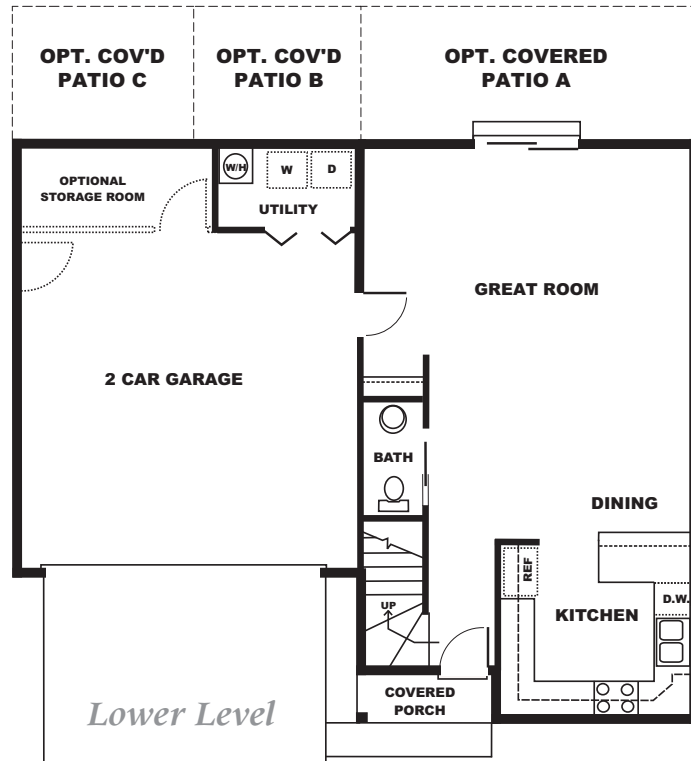 OPT. COV'D
PATIO C
OPT. COV'D
PATIO B
OPT. COVERED
PATIO A
OPTIONAL
STORAGE ROOM
W/H
W
D
UTILITY
GREAT ROOM
2 CAR GARAGE
BATH
DINING
REF
D.W.
UP
KITCHEN
COVERED
PORCH
Lower Level